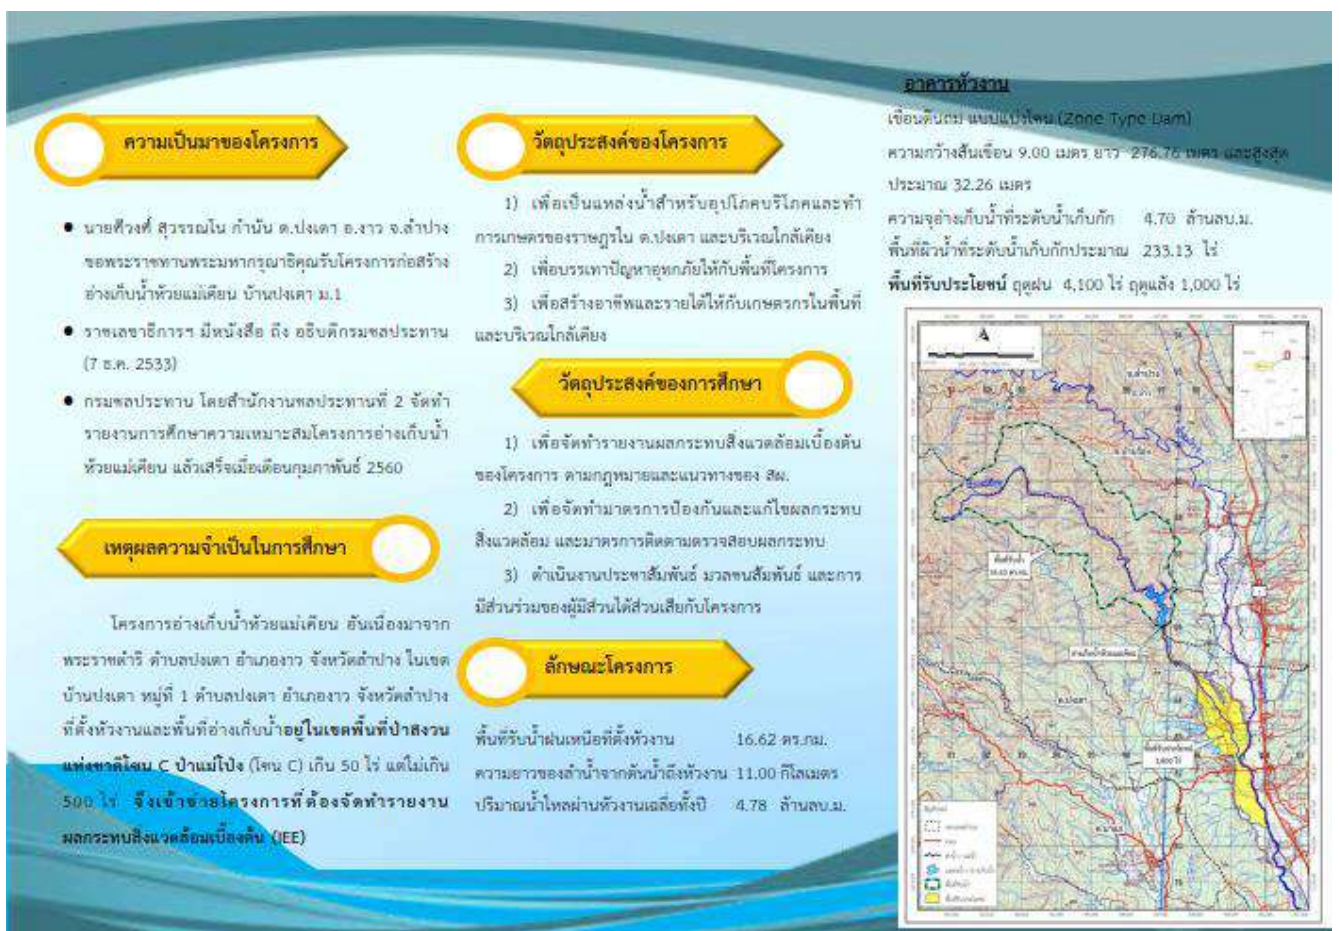 ความเป็นมาของโครงการ
● นายศิวงศ์ สุวรรณโน กำนัน ต.ปงเตา อ.งาว จ.ลำปาง
ขอพระราชทานพระมหากรุณาธิคุณรับโครงการก่อสร้าง
อ่างเก็บน้ำห้วยแม่เคียน บ้านปงเตา ม.1
● ราชเลขาธิการฯ มีหนังสือ ถึง อธิบดีกรมชลประทาน
(7 ธ.ค. 2533)
● กรมชลประทาน โดยสำนักงานชลประทานที่ 2 จัดทำ
รายงานการศึกษาความเหมาะสมโครงการอ่างเก็บน้ำ
ห้วยแม่เคียน แล้วเสร็จเมื่อเดือนกุมภาพันธ์ 2560
เหตุผลความจำเป็นในการศึกษา
โครงการอ่างเก็บน้ำห้วยแม่เคียน อันเนื่องมาจาก
พระราชดำริ ตำบลปงเตา อำเภองาว จังหวัดลำปาง ในเขต
บ้านปงเตา หมู่ที่ 1 ตำบลปงเตา อำเภองาว จังหวัดลำปาง
ที่ตั้งหัวงานและพื้นที่อ่างเก็บน้ำอยู่ในเขตพื้นที่ป่าสงวน
แห่งชาติโซน C ป่าแม่โป่ง (โซน C) เกิน 50 ไร่ แต่ไม่เกิน
500 ไร่ จึงเข้าข่ายโครงการที่ต้องจัดทำรายงาน
ผลกระทบสิ่งแวดล้อมเบื้องต้น (IEE)
วัตถุประสงค์ของโครงการ
1) เพื่อเป็นแหล่งน้ำสำหรับอุปโภคบริโภคและทำ
การเกษตรของราษฎรใน ต.ปงเตา และบริเวณใกล้เคียง
2) เพื่อบรรเทาปัญหาอุทกภัยให้กับพื้นที่โครงการ
3) เพื่อสร้างอาชีพและรายได้ให้กับเกษตรกรในพื้นที่
และบริเวณใกล้เคียง
วัตถุประสงค์ของการศึกษา
1) เพื่อจัดทำรายงานผลกระทบสิ่งแวดล้อมเบื้องต้น
ของโครงการ ตามกฎหมายและแนวทางของ สผ.
2) เพื่อจัดทำมาตรการป้องกันและแก้ไขผลกระทบ
สิ่งแวดล้อม และมาตรการติดตามตรวจสอบผลกระทบ
3) ดำเนินงานประชาสัมพันธ์ มวลชนสัมพันธ์ และการ
มีส่วนร่วมของผู้มีส่วนได้ส่วนเสียกับโครงการ
ลักษณะโครงการ
พื้นที่รับน้ำฝนเหนือที่ตั้งหัวงาน 16.62 ตร.กม.
ความยาวของลำน้ำจากต้นน้ำถึงหัวงาน 11.00 กิโลเมตร
ปริมาณน้ำไหลผ่านหัวงานเฉลี่ยทั้งปี 4.78 ล้านลบ.ม.
อาคารหัวงาน
เขื่อนดินถม แบบแบ่งโซน (Zone Type Dam)
ความกว้างสันเขื่อน 9.00 เมตร ยาว 276.76 เมตร และสูงสุด
ประมาณ 32.26 เมตร
ความจุอ่างเก็บน้ำที่ระดับน้ำเก็บกัก 4.70 ล้านลบ.ม.
พื้นที่ผิวน้ำที่ระดับน้ำเก็บกักประมาณ 233.13 ไร่
พื้นที่รับประโยชน์ ฤดูฝน 4,100 ไร่ ฤดูแล้ง 1,000 ไร่